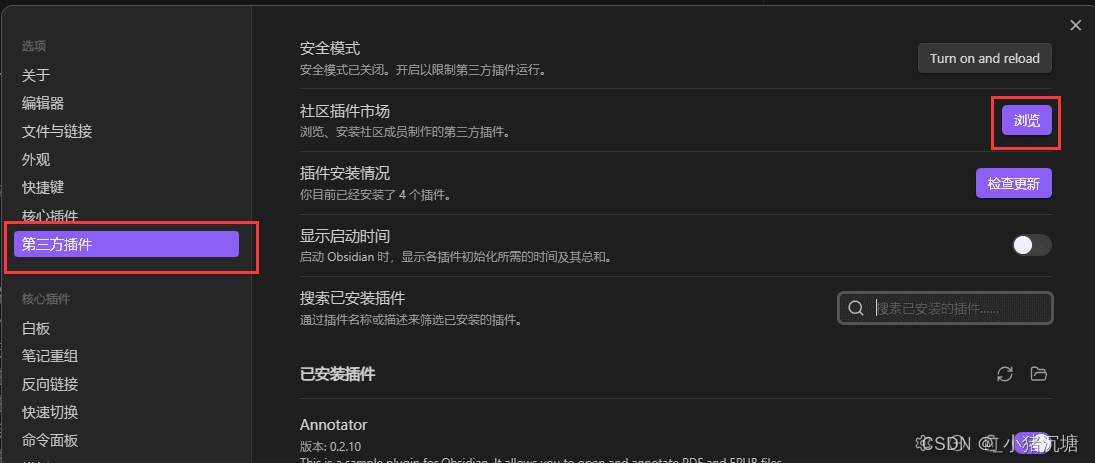 选项
关于
编辑器
文件与链接
外观
快捷键
核心插件
第三方插件
核心插件
白板
笔记重组
反向链接
快速切换
命令面板
安全模式
安全模式已关闭。开启以限制第三方插件运行。
Turn on and reload
社区插件市场
浏览、安装社区成员制作的第三方插件。
浏览
插件安装情况
你目前已经安装了 4 个插件。
检查更新
显示启动时间
启动 Obsidian 时，显示各插件初始化所需的时间及其总和。
搜索已安装插件
通过插件名称或描述来筛选已安装的插件。
搜索已安装的插件......
已安装插件
Annotator
版本: 0.2.10
This is a sample plugin for Obsidian. It allows you to open and annotate PDF and EPUB files.
CSDN @小猪沉塘